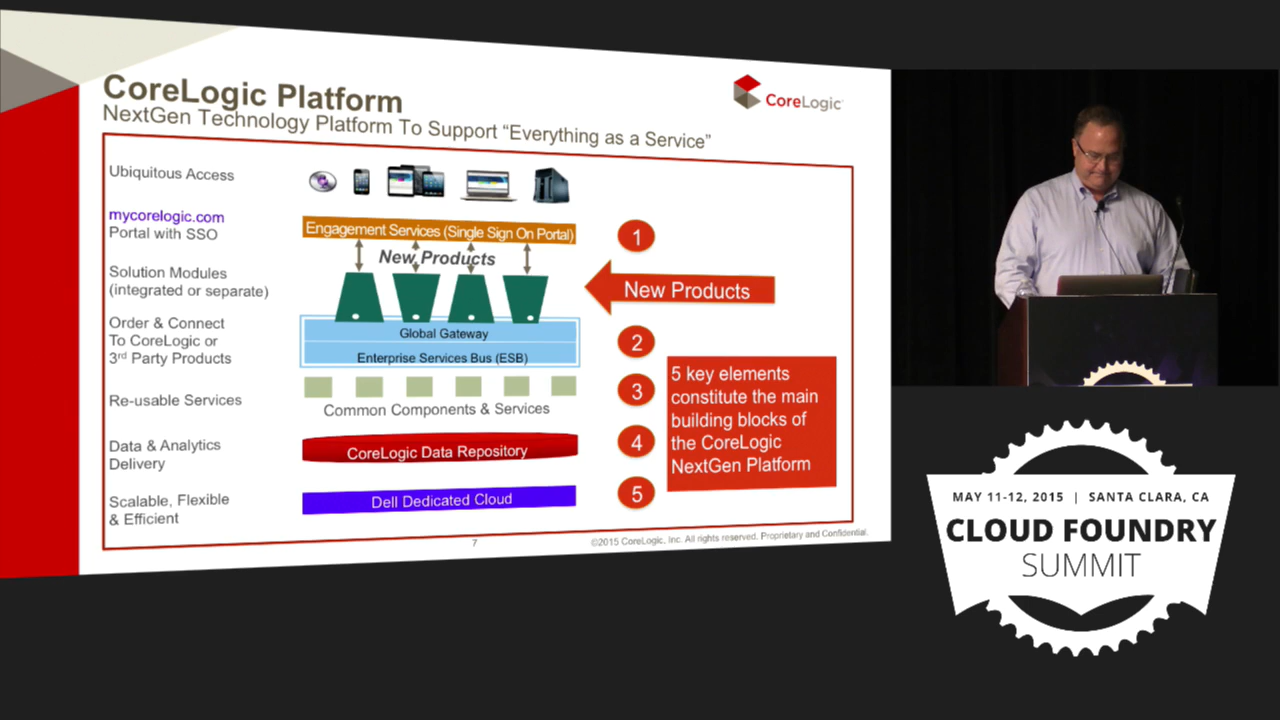 CoreLogic Platform
NextGen Technology Platform To Support “Everything as a Service”
CoreLogic
Ubiquitous Access
mycorelogic.com
Portal with SSO
Engagement Services (Single Sign On Portal)
1
New Products
Solution Modules
(integrated or separate)
New Products
Order & Connect
To CoreLogic or
3rd Party Products
Global Gateway
Enterprise Services Bus (ESB)
2
Re-usable Services
Common Components & Services
3
Data & Analytics
Delivery
CoreLogic Data Repository
4
Scalable, Flexible
& Efficient
Dell Dedicated Cloud
5
5 key elements
constitute the main
building blocks of
the CoreLogic
NextGen Platform
7
©2015 CoreLogic, Inc. All rights reserved. Proprietary and Confidential.
MAY 11-12, 2015 | SANTA CLARA, CA
CLOUD FOUNDRY
SUMMIT